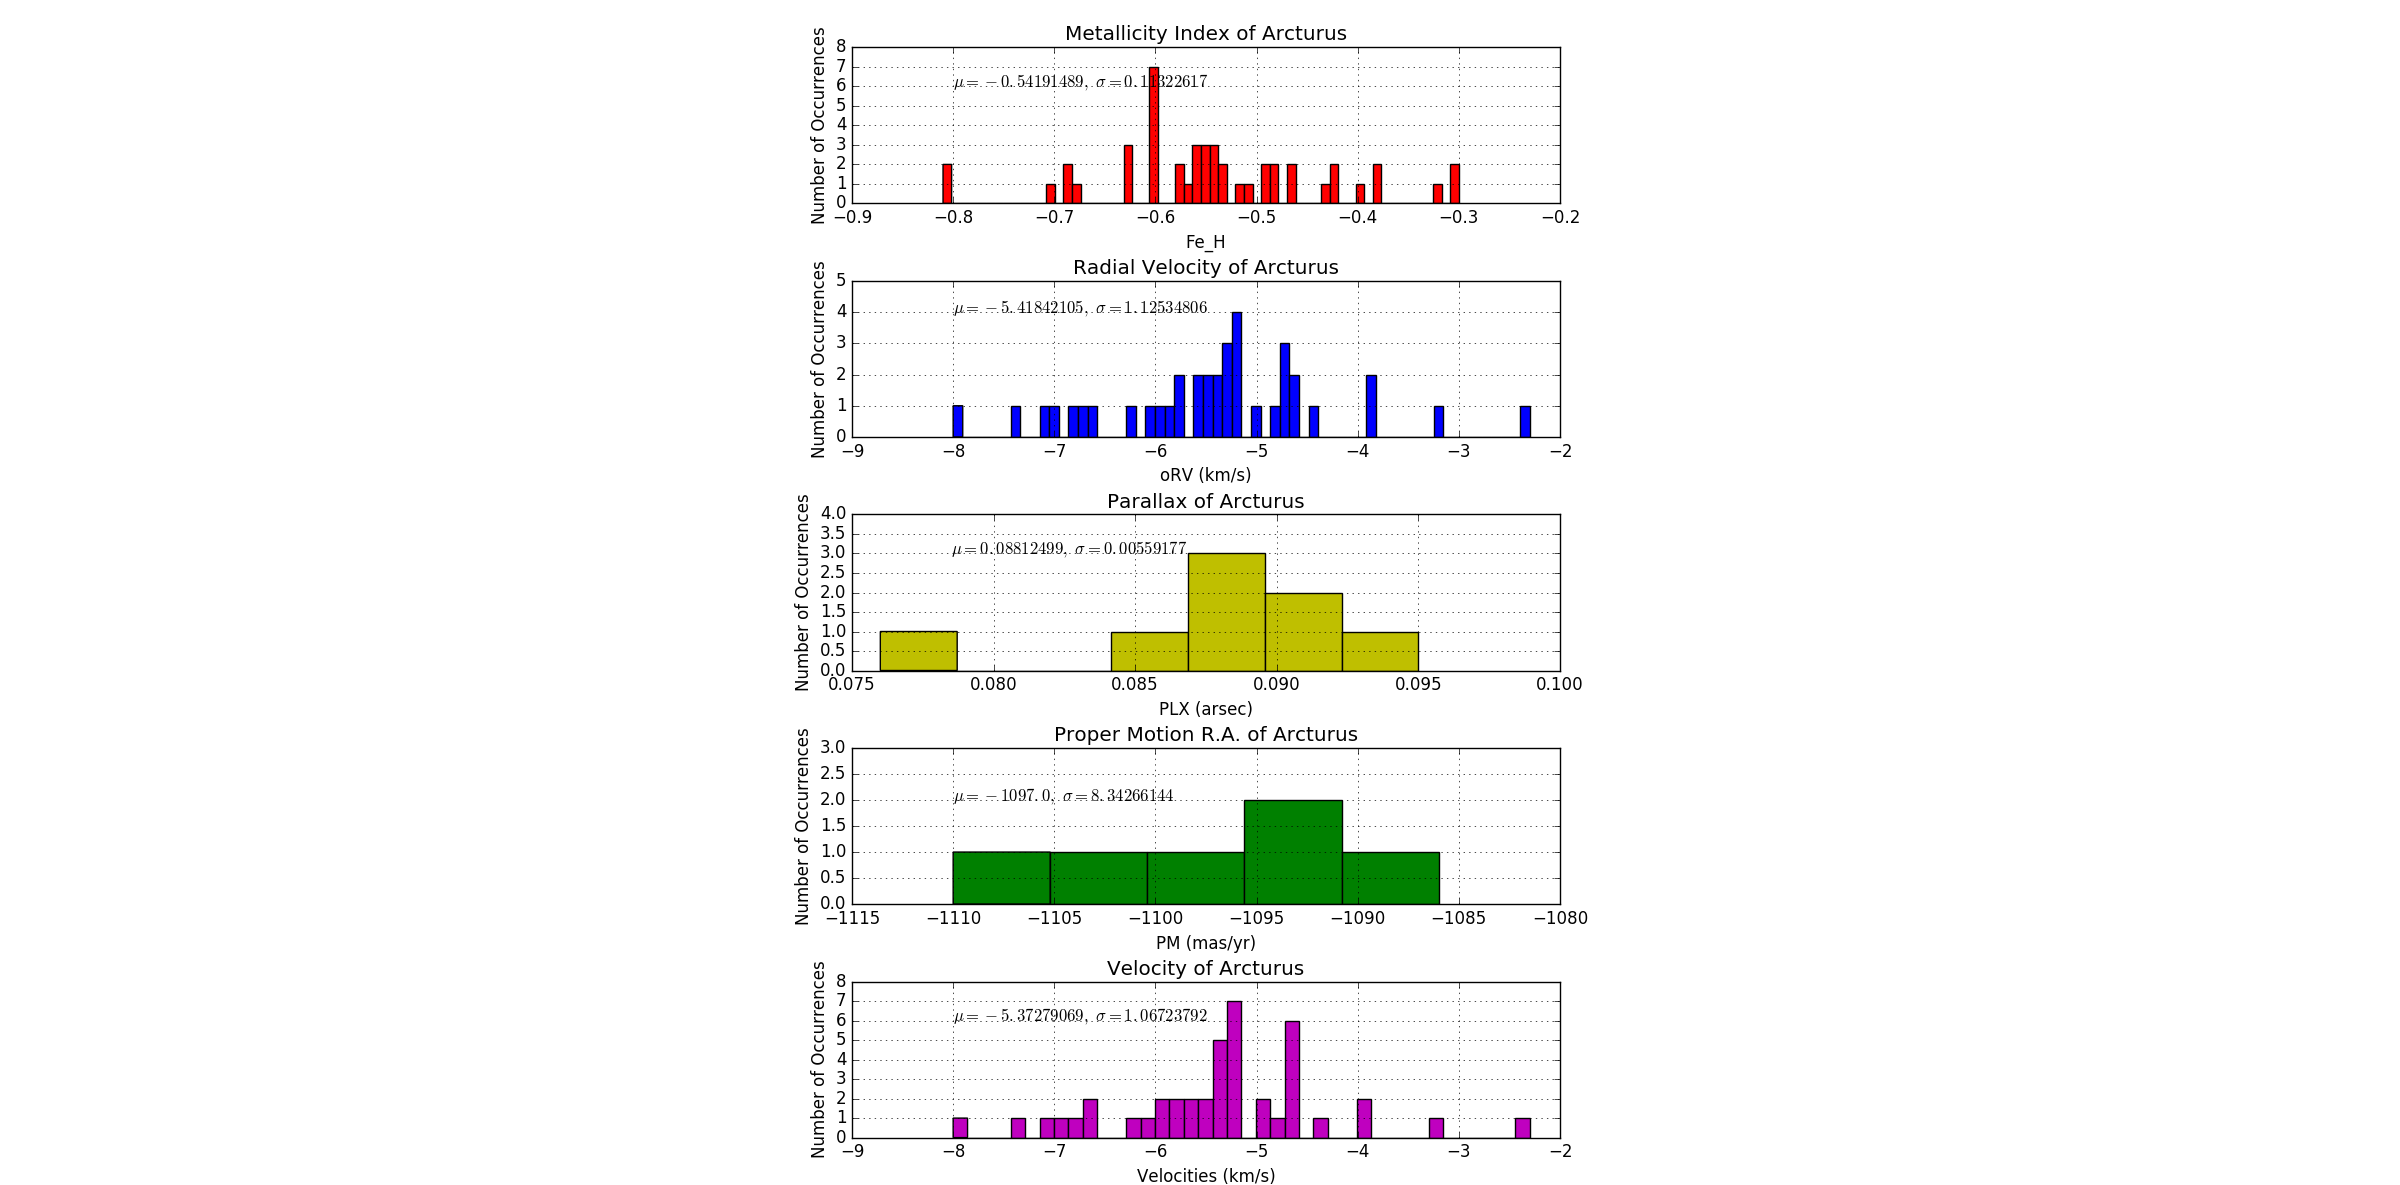 Metallicity Index of Arcturus
Number of Occurrences
8
7
6
5
4
3
2
1
0
μ = −0.54191489, σ = 0.11322617
−0.9 −0.8 −0.7 −0.6 −0.5 −0.4 −0.3 −0.2
Fe_H
Radial Velocity of Arcturus
Number of Occurrences
5
4
3
2
1
0
μ = −5.41842105, σ = 1.12534806
−9 −8 −7 −6 −5 −4 −3 −2
oRV (km/s)
Parallax of Arcturus
Number of Occurrences
4.0
3.5
3.0
2.5
2.0
1.5
1.0
0.5
0.0
μ = 0.08812499, σ = 0.00559177
0.075 0.080 0.085 0.090 0.095 0.100
PLX (arsec)
Proper Motion R.A. of Arcturus
Number of Occurrences
3.0
2.5
2.0
1.5
1.0
0.5
0.0
μ = −1097.0, σ = 8.34266144
−1115 −1110 −1105 −1100 −1095 −1090 −1085 −1080
PM (mas/yr)
Velocity of Arcturus
Number of Occurrences
8
7
6
5
4
3
2
1
0
μ = −5.37279069, σ = 1.06723792
−9 −8 −7 −6 −5 −4 −3 −2
Velocities (km/s)